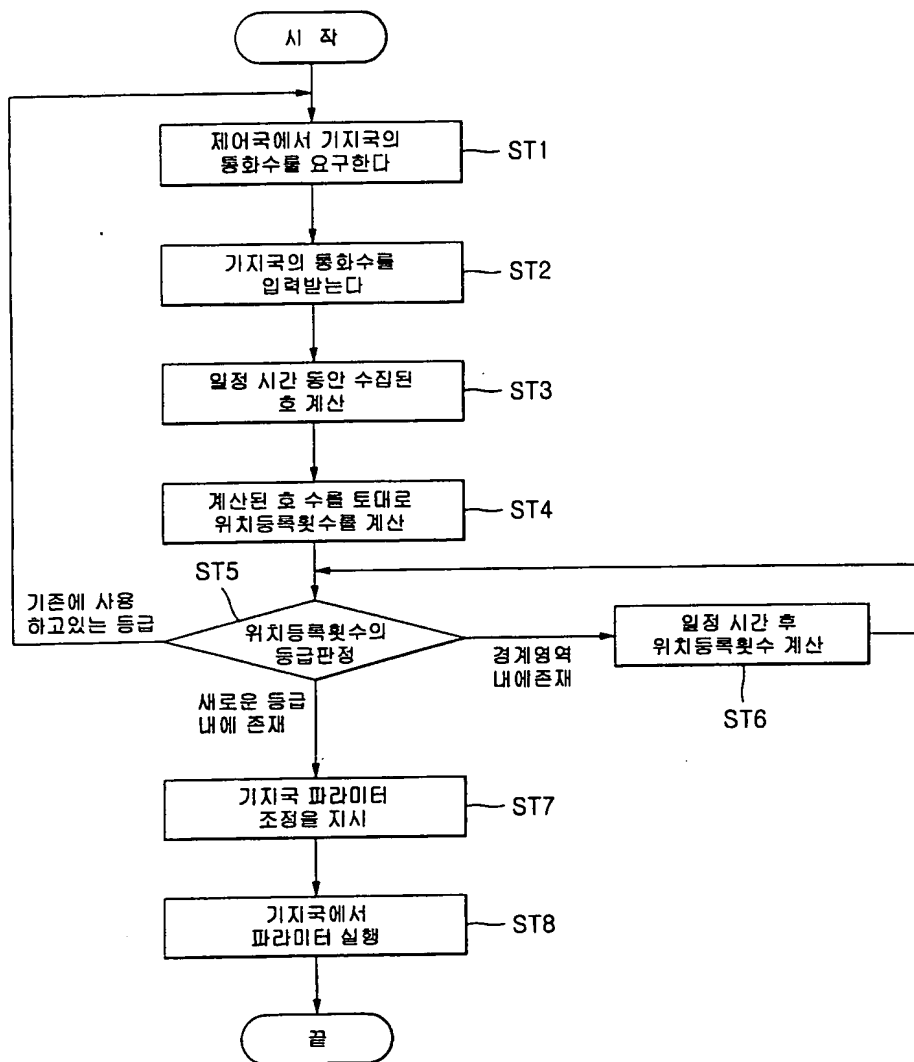 시 작
제어국에서 기지국의
통화수를 요구한다
ST1
기지국의 통화수를
입력받는다
ST2
일정 시간 동안 수집된
호 계산
ST3
계산된 호 수를 토대로
위치등록횟수를 계산
ST4
ST5
기존에 사용
하고있는 등급
위치등록횟수의
등급판정
경계영역
내에존재
일정 시간 후
위치등록횟수 계산
ST6
새로운 등급
내에 존재
기지국 파라미터
조정을 지시
ST7
기지국에서
파라미터 실행
ST8
끝